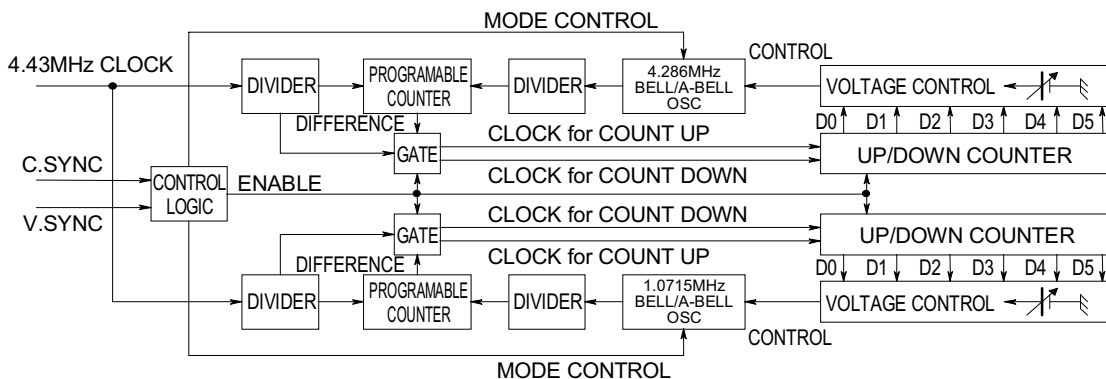 MODE CONTROL
4.43MHz CLOCK
DIVIDER
PROGRAMABLE
COUNTER
DIVIDER
4.286MHz
BELL/A-BELL
OSC
CONTROL
VOLTAGE CONTROL
D0 D1 D2 D3 D4 D5
DIFFERENCE
GATE
CLOCK for COUNT UP
UP/DOWN COUNTER
CLOCK for COUNT DOWN
C.SYNC
CONTROL
LOGIC
ENABLE
V.SYNC
CLOCK for COUNT DOWN
GATE
UP/DOWN COUNTER
CLOCK for COUNT UP
DIFFERENCE
D0 D1 D2 D3 D4 D5
DIVIDER
PROGRAMABLE
COUNTER
DIVIDER
1.0715MHz
BELL/A-BELL
OSC
VOLTAGE CONTROL
CONTROL
MODE CONTROL